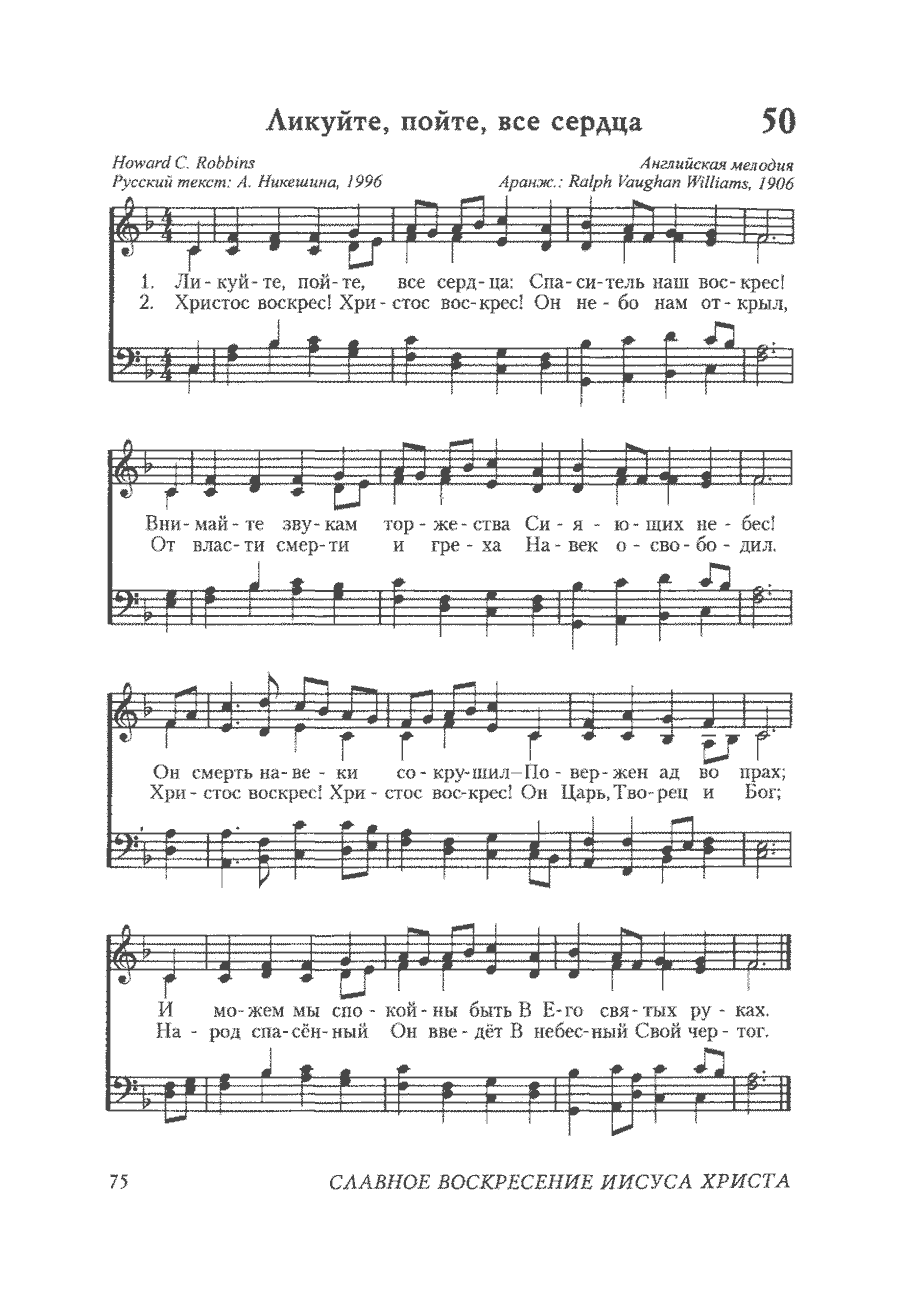 Ликуйте, пойте, все сердца 50
Howard C. Robbins Английская мелодия
Русский текст: А. Никешина, 1996 Аранж.: Ralph Vaughan Williams, 1906
1. Ли - куй - те, пой - те, все серд - ца: Спа - си - тель наш вос - крес!
2. Христос воскрес! Хри - стос вос - крес! Он не - бо нам от - крыл,
Вни - май - те зву - кам тор - же - ства Си - я - ю - щих не - бес!
От влас - ти смер - ти и гре - ха На - век о - сво - бо - дил.
Он смерть на - ве - ки со - кру - шил – По - вер - жен ад во прах;
Хри - стос воскрес! Хри - стос вос - крес! Он Царь, Тво - рец и Бог;
И мо - жем мы спо - кой - ны быть В Е - го свя - тых ру - ках.
На - род спа - сён - ный Он вве - дёт В небес - ный Свой чер - тог.
75 СЛАВНОЕ ВОСКРЕСЕНИЕ ИИСУСА ХРИСТА